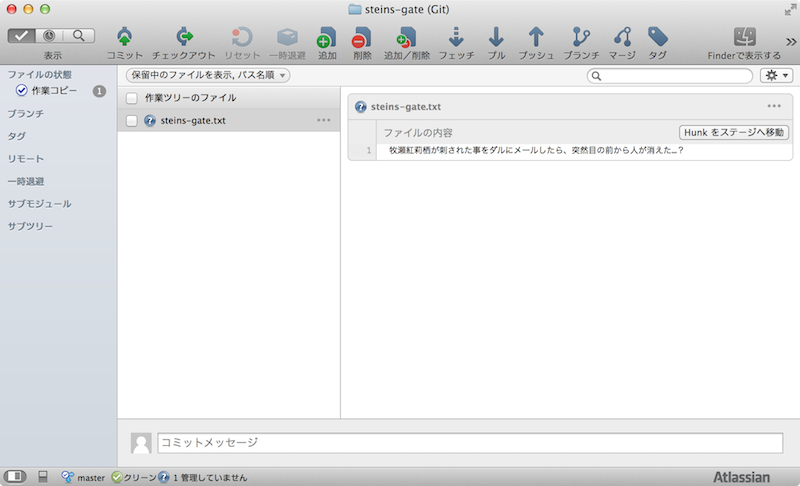 steins-gate (Git)
表示
コミット
チェックアウト
リセット
一時退避
追加
削除
追加/削除
フェッチ
プル
プッシュ
ブランチ
マージ
タグ
Finderで表示する
ファイルの状態
作業コピー
1
ブランチ
タグ
リモート
一時退避
サブモジュール
サブツリー
保留中のファイルを表示, パス名順
作業ツリーのファイル
steins-gate.txt
steins-gate.txt
ファイルの内容
Hunk をステージへ移動
1 牧瀬紅莉栖が刺された事をダルにメールしたら、突然目の前から人が消えた…?
コミットメッセージ
master
クリーン
1 管理していません
Atlassian